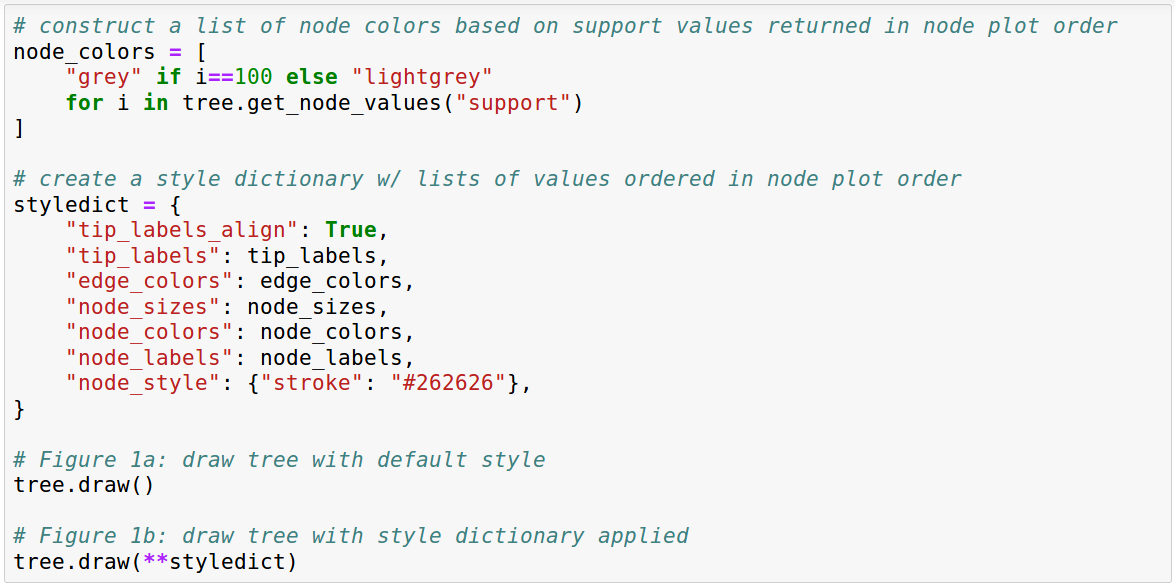 # construct a list of node colors based on support values returned in node plot order
node_colors = [
    "grey" if i==100 else "lightgrey"
    for i in tree.get_node_values("support")
]

# create a style dictionary w/ lists of values ordered in node plot order
styledict = {
    "tip_labels_align": True,
    "tip_labels": tip_labels,
    "edge_colors": edge_colors,
    "node_sizes": node_sizes,
    "node_colors": node_colors,
    "node_labels": node_labels,
    "node_style": {"stroke": "#262626"},
}

# Figure 1a: draw tree with default style
tree.draw()

# Figure 1b: draw tree with style dictionary applied
tree.draw(**styledict)